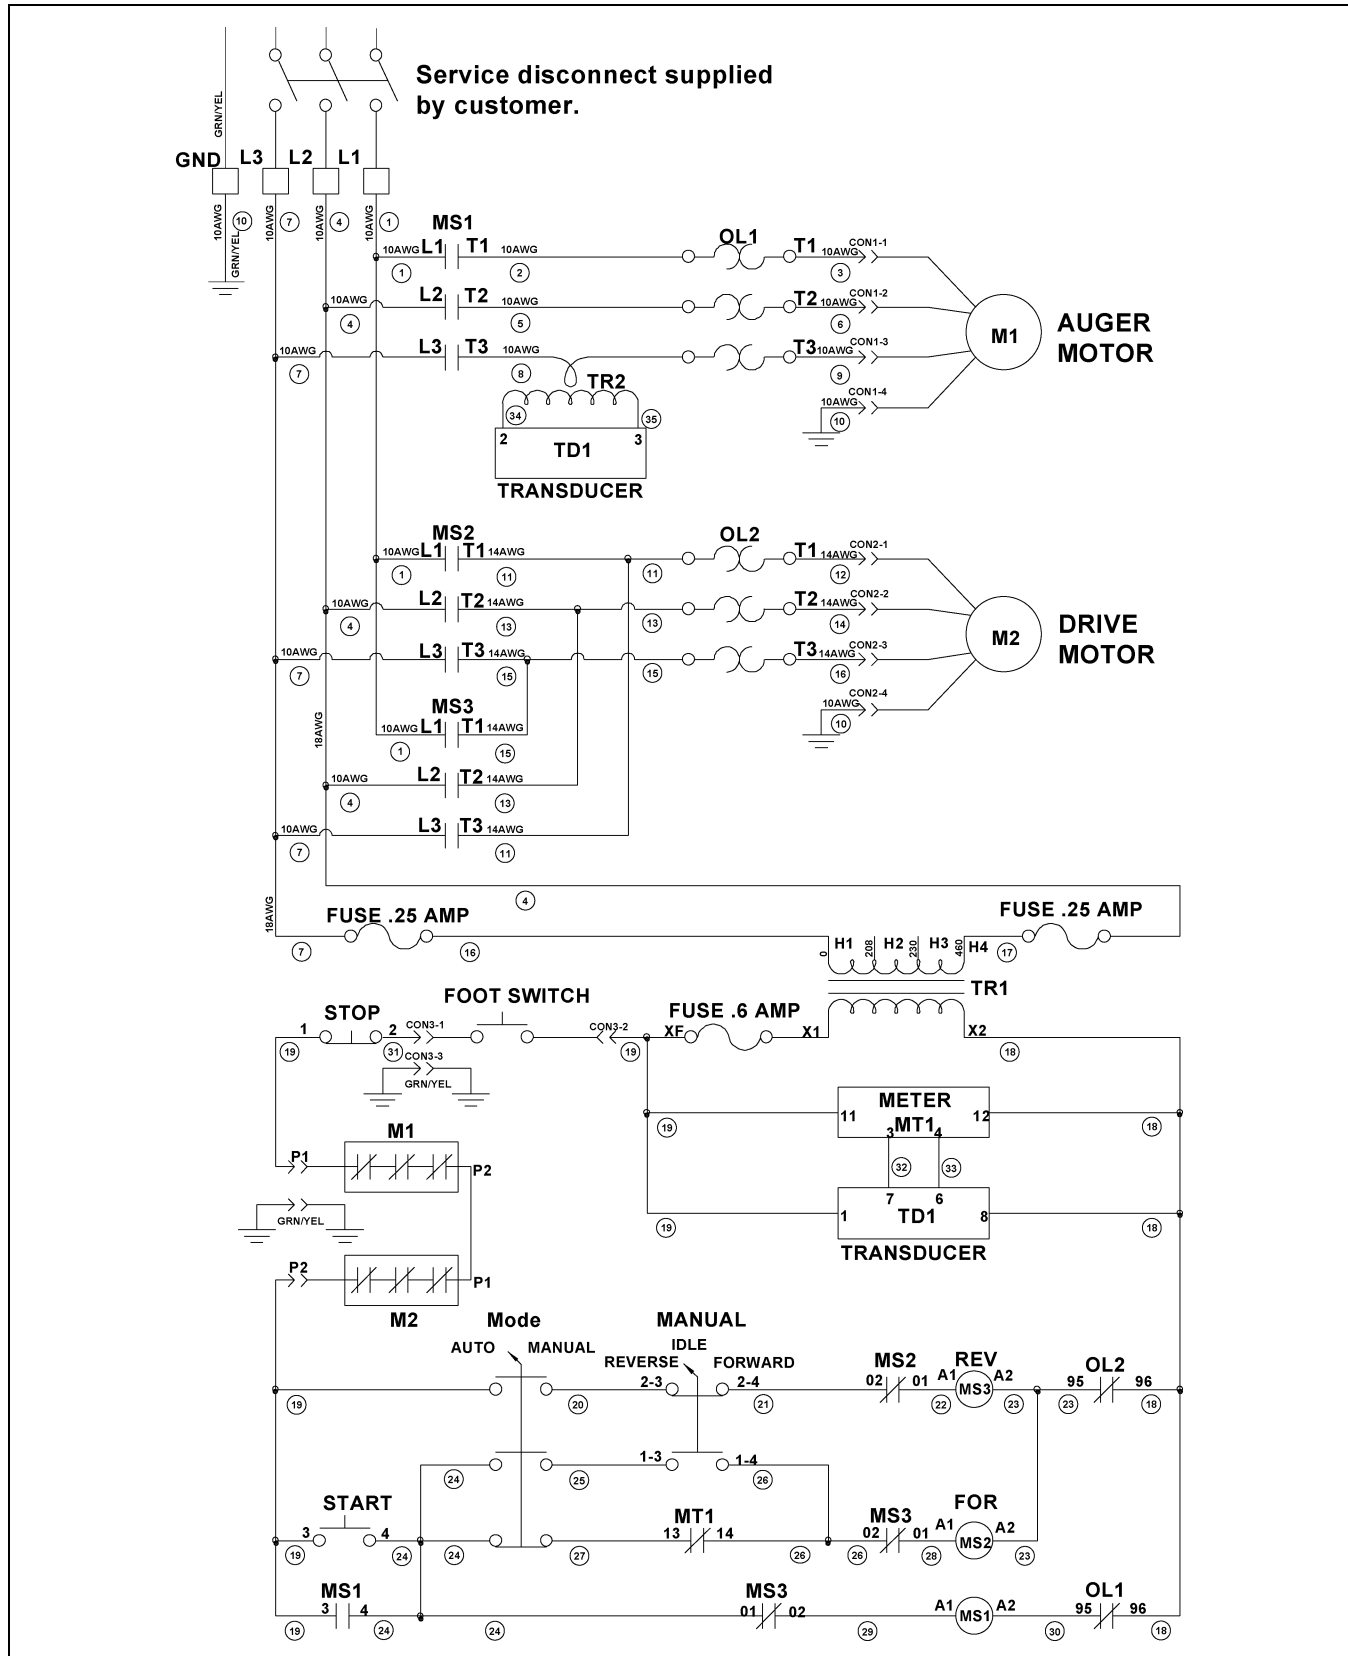 Service disconnect supplied
by customer.
GRN/YEL
GND L3 L2 L1
10AWG 10 10AWG 7 10AWG 4 10AWG 1
GRN/YEL
MS1 OL1
10AWG L1 T1 10AWG T1 10AWG CON1-1
1 2 3
10AWG L2 T2 10AWG T2 10AWG CON1-2
4 5 6
10AWG L3 T3 10AWG T3 10AWG CON1-3
7 8 9
M1
AUGER
MOTOR
TR2
10AWG CON1-4
34 35 10
2 TD1 3
TRANSDUCER
MS2 OL2
10AWG L1 T1 14AWG T1 14AWG CON2-1
1 11 11 12
10AWG L2 T2 14AWG T2 14AWG CON2-2
4 13 13 14
10AWG L3 T3 14AWG T3 14AWG CON2-3
7 15 15 16
M2
DRIVE
MOTOR
10AWG CON2-4
10
MS3
18AWG
10AWG L1 T1 14AWG
1 15
10AWG L2 T2 14AWG
4 13
10AWG L3 T3 14AWG
7 11
4
18AWG
FUSE .25 AMP FUSE .25 AMP
7 16 0 H1 208 H2 230 H3 460 H4 17
TR1
FOOT SWITCH
STOP FUSE .6 AMP
1 2 CON3-1 CON3-2 XF X1 X2
19 31 19 18
CON3-3
GRN/YEL
METER
11 MT1 12
19 3 4 18
M1
P1 P2
32 33
7 6
1 TD1 8
19 18
TRANSDUCER
GRN/YEL
P2 P1
M2
Mode MANUAL
AUTO MANUAL IDLE
REVERSE FORWARD
MS2 REV OL2
2-3 2-4 02 01 A1 MS3 A2 95 96
19 20 21 22 23 23 18
1-3 1-4
24 25 26
START MT1 MS3 FOR
3 4 13 14 02 01 A1 MS2 A2
19 24 24 27 26 26 28 23
MS1 MS3 OL1
3 4 01 02 A1 MS1 A2 95 96
19 24 24 29 30 18